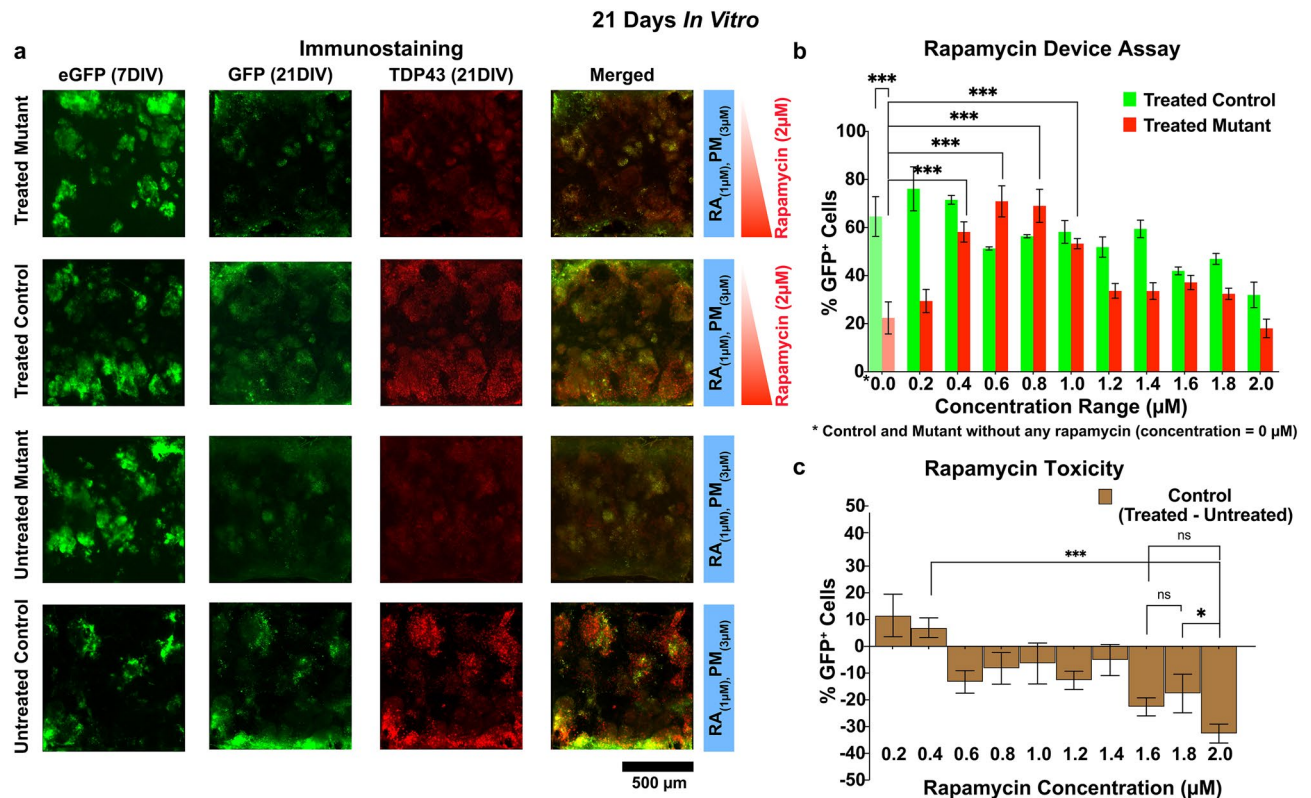 21 Days In Vitro
a
Immunostaining
eGFP (7DIV) GFP (21DIV) TDP43 (21DIV) Merged
Treated Mutant
RA(1µM), PM(3µM)
Rapamycin (2µM)
Treated Control
RA(1µM), PM(3µM)
Rapamycin (2µM)
Untreated Mutant
RA(1µM), PM(3µM)
Untreated Control
RA(1µM), PM(3µM)
500 µm
b
Rapamycin Device Assay
Treated Control
Treated Mutant
***
***
***
***
***
% GFP+ Cells
100
80
60
40
20
0
*0.0 0.2 0.4 0.6 0.8 1.0 1.2 1.4 1.6 1.8 2.0
Concentration Range (µM)
* Control and Mutant without any rapamycin (concentration = 0 µM)
c
Rapamycin Toxicity
Control
(Treated - Untreated)
***
ns
ns
*
% GFP+ Cells
50
40
30
20
10
0
-10
-20
-30
-40
-50
0.2 0.4 0.6 0.8 1.0 1.2 1.4 1.6 1.8 2.0
Rapamycin Concentration (µM)